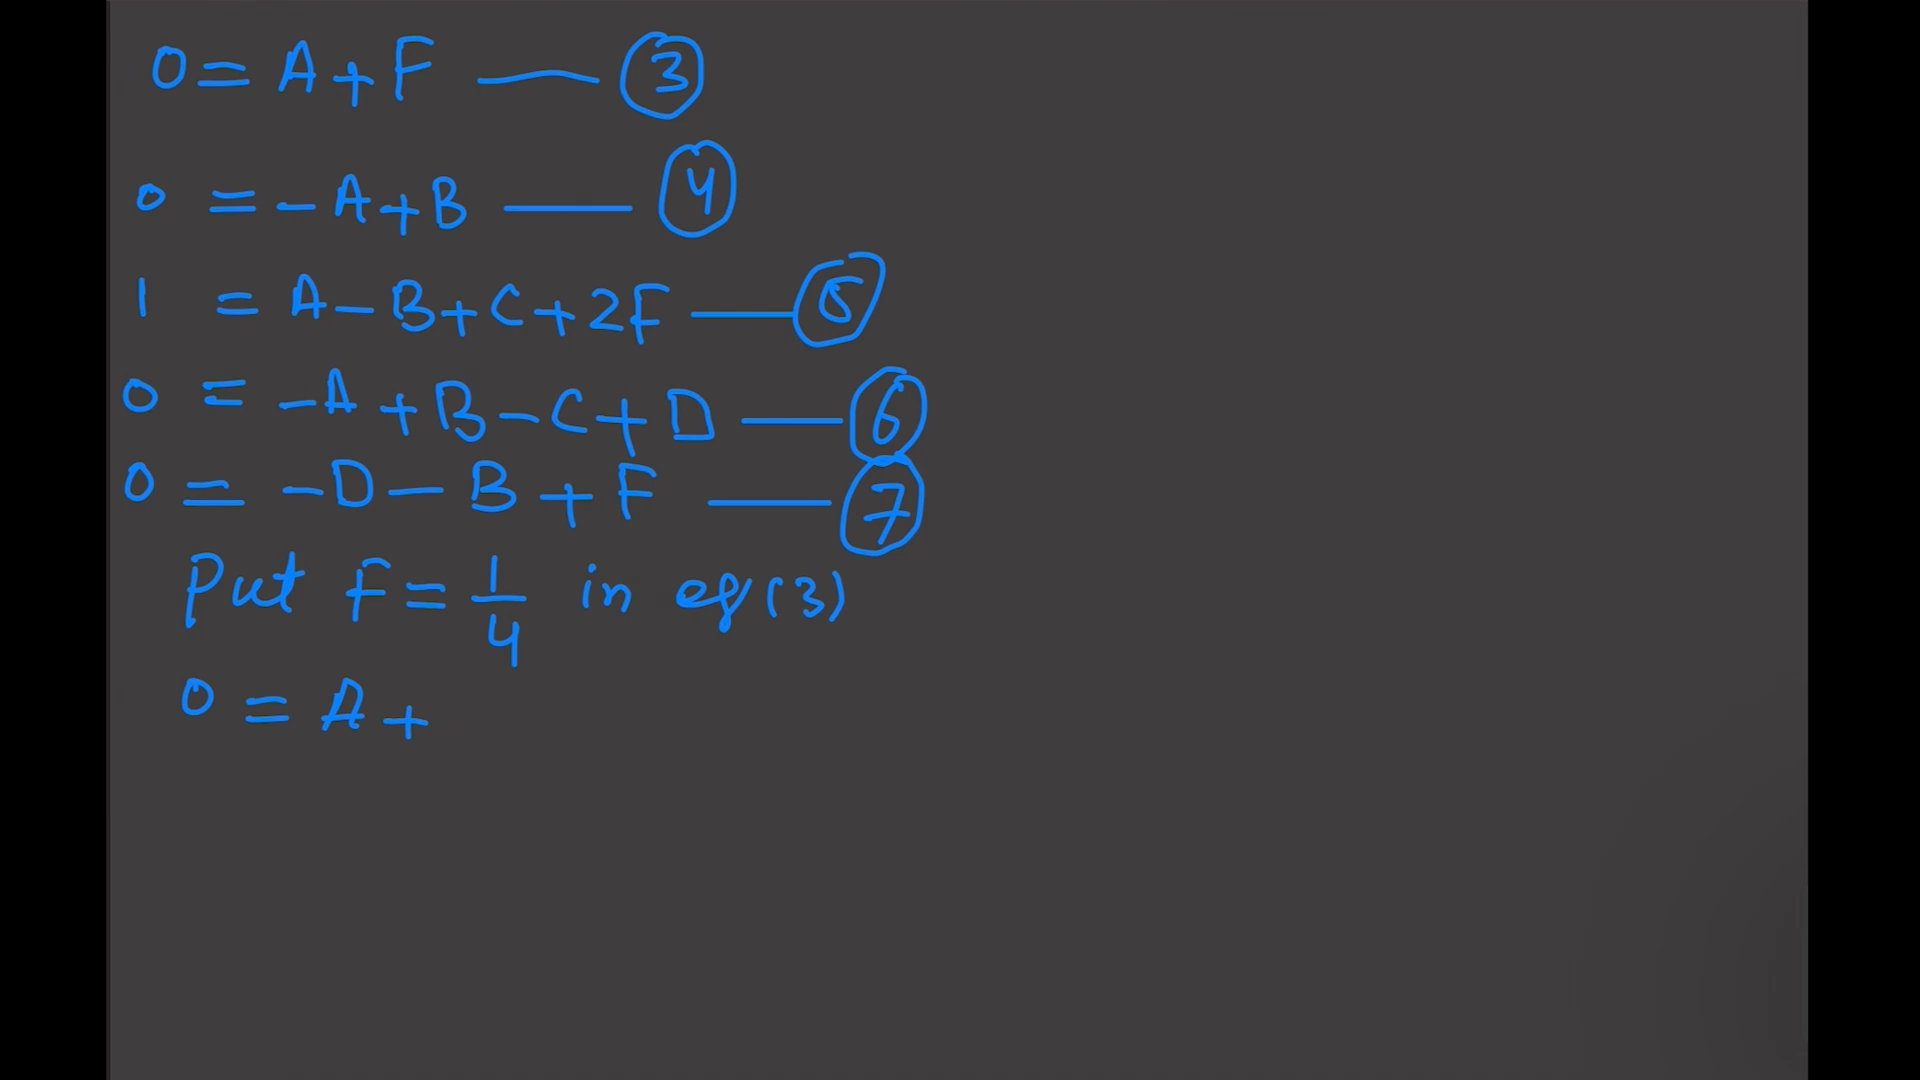 0 = A + F —— ③
0 = -A + B —— ④
1 = A - B + C + 2F —— ⑤
0 = -A + B - C + D —— ⑥
0 = -D - B + F —— ⑦
Put F = 1/4 in eq (3)
0 = A +